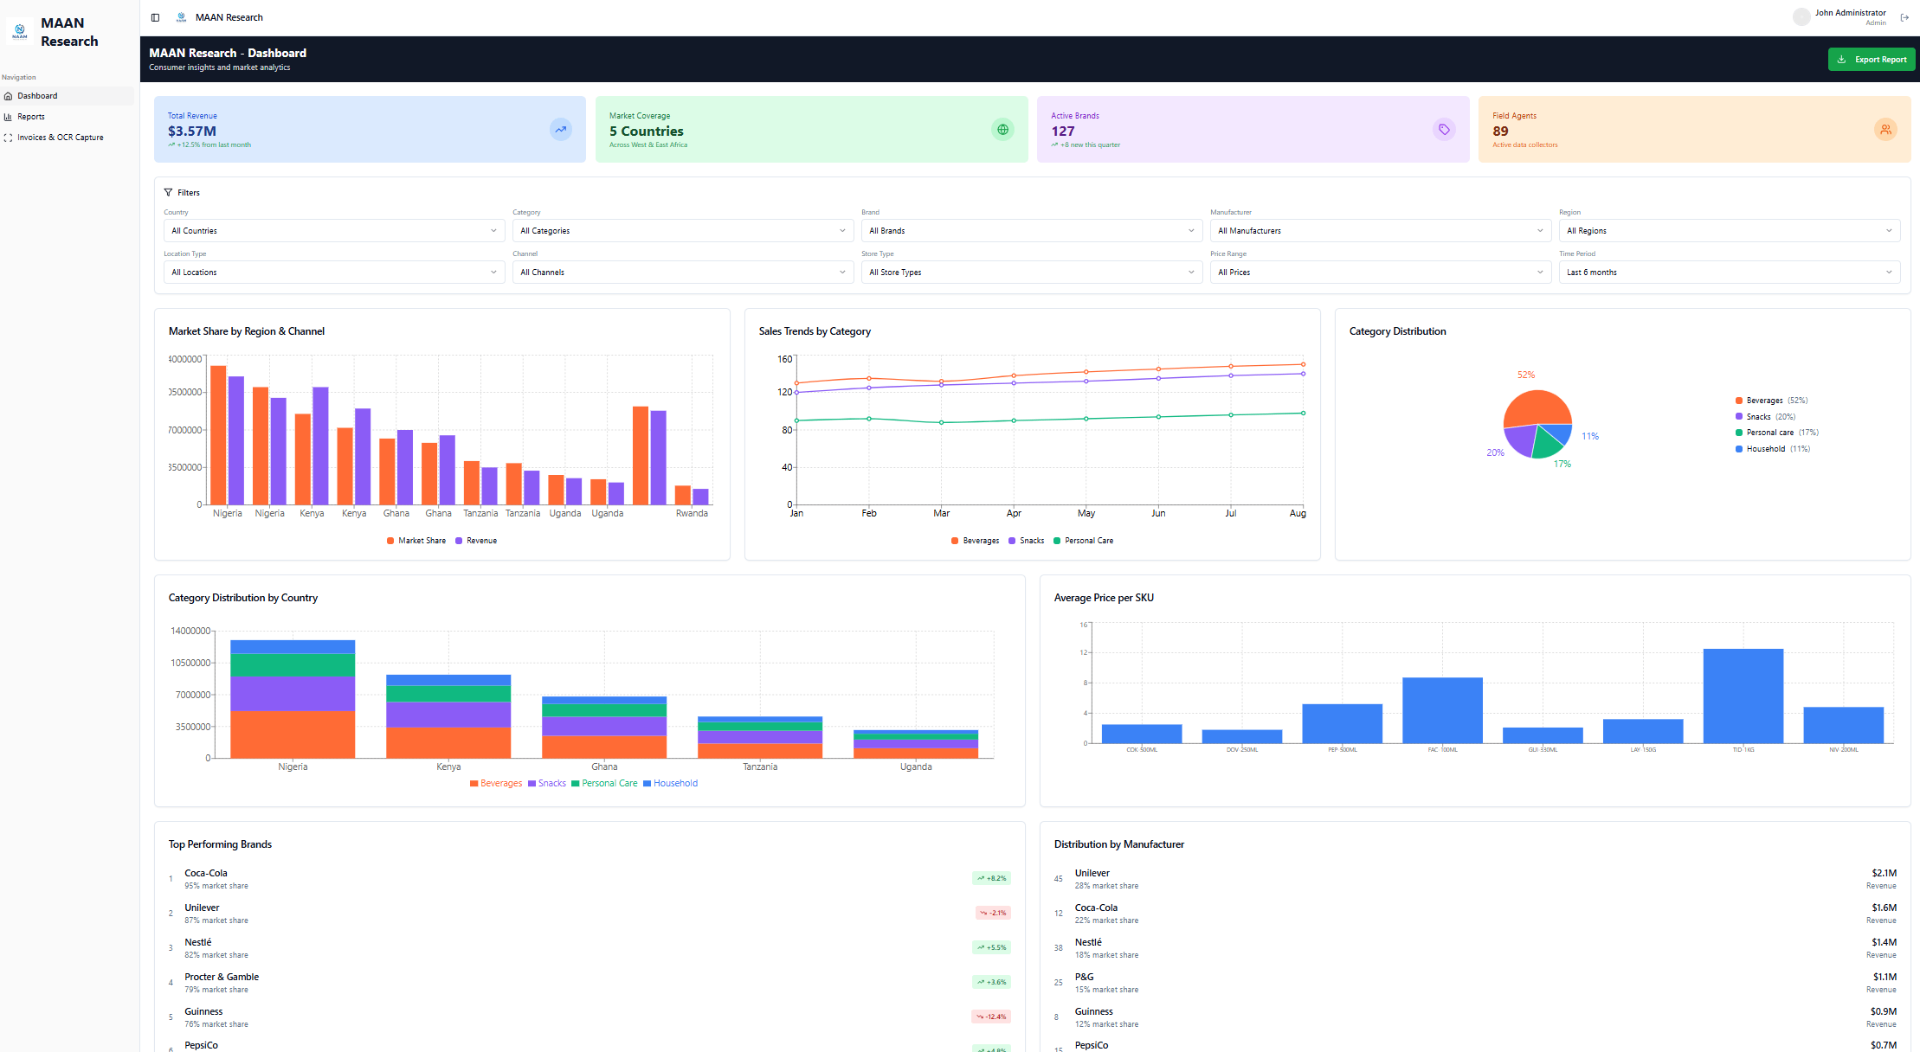 MAAN
Research
NAAM
Navigation
Dashboard
Reports
Invoices & OCR Capture
MAAN Research
John Administrator
Admin
MAAN Research - Dashboard
Consumer insights and market analytics
Export Report
Total Revenue
$3.57M
+12.5% from last month
Market Coverage
5 Countries
Across West & East Africa
Active Brands
127
+8 new this quarter
Field Agents
89
Active data collectors
Filters
Country
All Countries
Category
All Categories
Brand
All Brands
Manufacturer
All Manufacturers
Region
All Regions
Location Type
All Locations
Channel
All Channels
Store Type
All Store Types
Price Range
All Prices
Time Period
Last 6 months
Market Share by Region & Channel
4000000
0500000
7000000
3500000
0
Nigeria Nigeria Kenya Kenya Ghana Ghana Tanzania Tanzania Uganda Uganda Rwanda
Market Share Revenue
Sales Trends by Category
160
120
80
40
0
Jan Feb Mar Apr May Jun Jul Aug
Beverages Snacks Personal Care
Category Distribution
52%
11%
20%
17%
Beverages (52%)
Snacks (20%)
Personal care (17%)
Household (11%)
Category Distribution by Country
14000000
10500000
7000000
3500000
0
Nigeria Kenya Ghana Tanzania Uganda
Beverages Snacks Personal Care Household
Average Price per SKU
16
12
8
4
0
COK 500ML DOV 250ML PEP 500ML FAC 100ML GUI 330ML LAY 150G TID 1KG NIV 200ML
Top Performing Brands
1
Coca-Cola
95% market share
+8.2%
2
Unilever
87% market share
-2.1%
3
Nestlé
82% market share
+5.5%
4
Procter & Gamble
79% market share
+3.6%
5
Guinness
76% market share
-12.4%
PepsiCo
+4.8%
Distribution by Manufacturer
45
Unilever
28% market share
$2.1M
Revenue
12
Coca-Cola
22% market share
$1.6M
Revenue
38
Nestlé
18% market share
$1.4M
Revenue
25
P&G
15% market share
$1.1M
Revenue
8
Guinness
12% market share
$0.9M
Revenue
15
PepsiCo
$0.7M